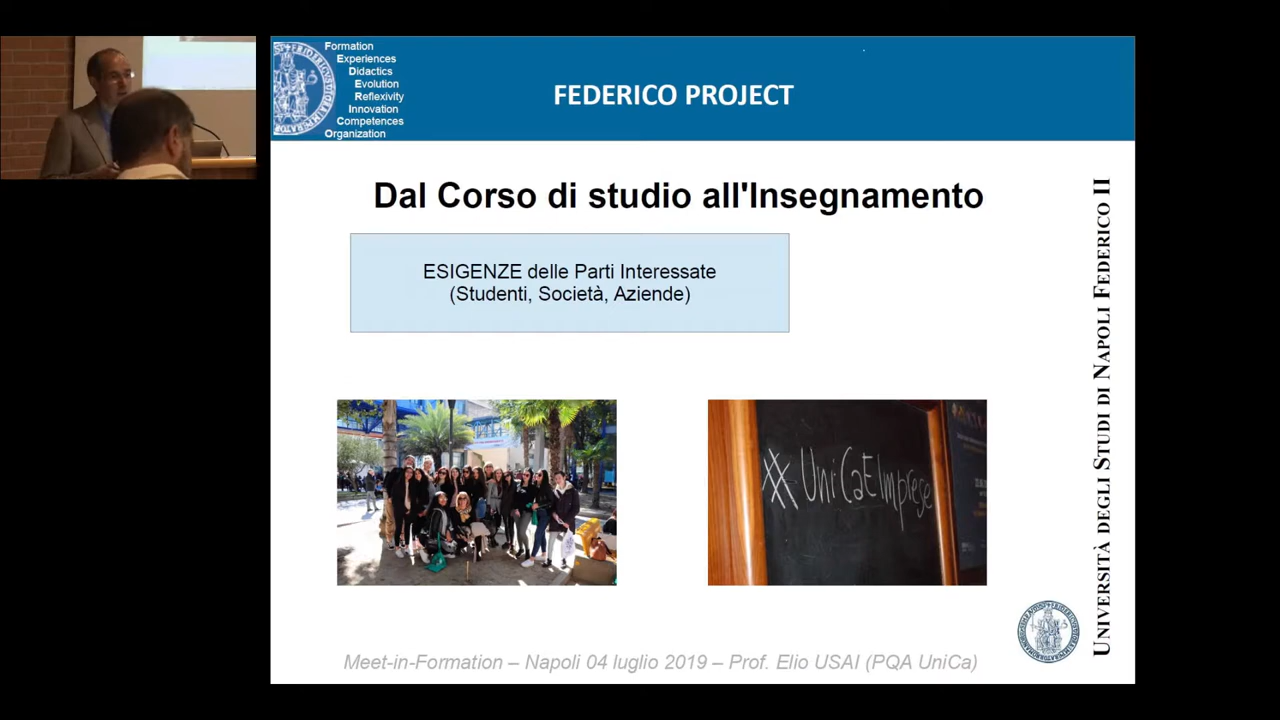 Formation
Experiences
Didactics
Evolution
Reflexivity
Innovation
Competences
Organization
FEDERICO PROJECT
Dal Corso di studio all'Insegnamento
ESIGENZE delle Parti Interessate
(Studenti, Società, Aziende)
#UniCaEImprese
UNIVERSITÀ DEGLI STUDI DI NAPOLI FEDERICO II
Meet-in-Formation – Napoli 04 luglio 2019 – Prof. Elio USAI (PQA UniCa)